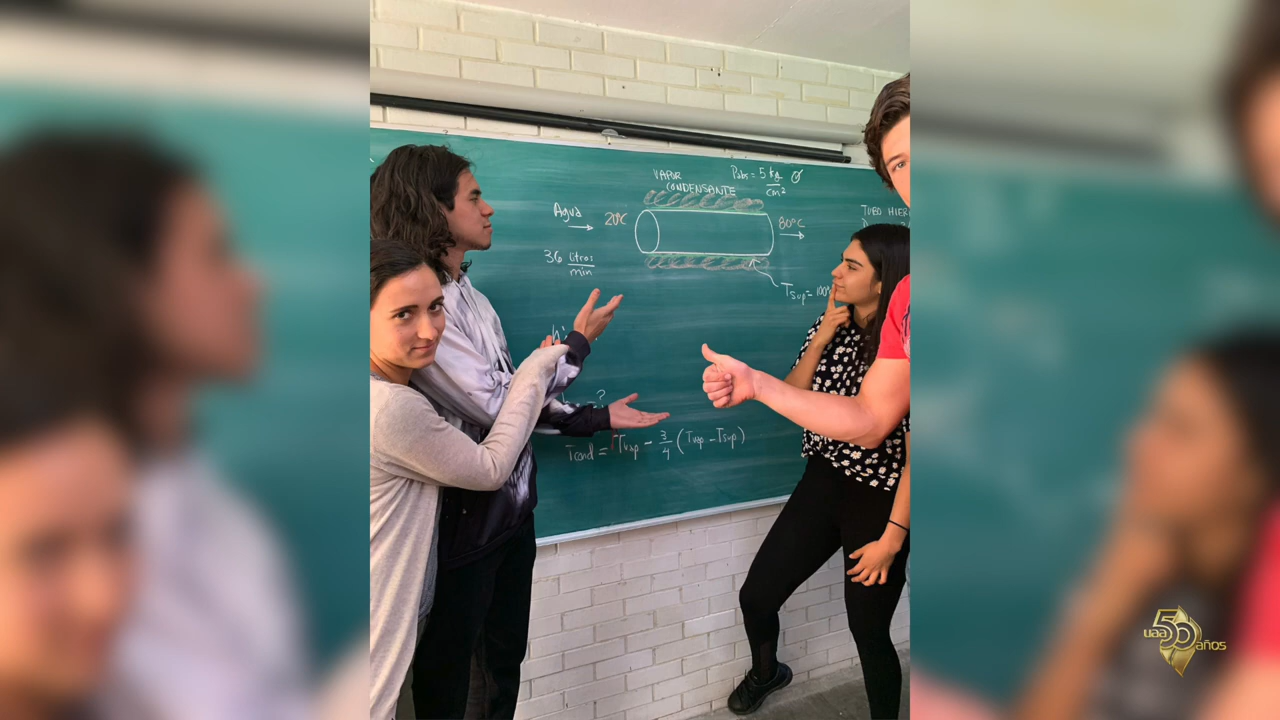 VAPOR
CONDENSANTE
Pabs = 5 kg
cm²
Agua
20°C
80°C
TUBO HIERR
36 litros
min
Tsup = 100°
h:
?
Tcond = Tvap - 3/4 (Tvap - Tsup)
uaa 50 años